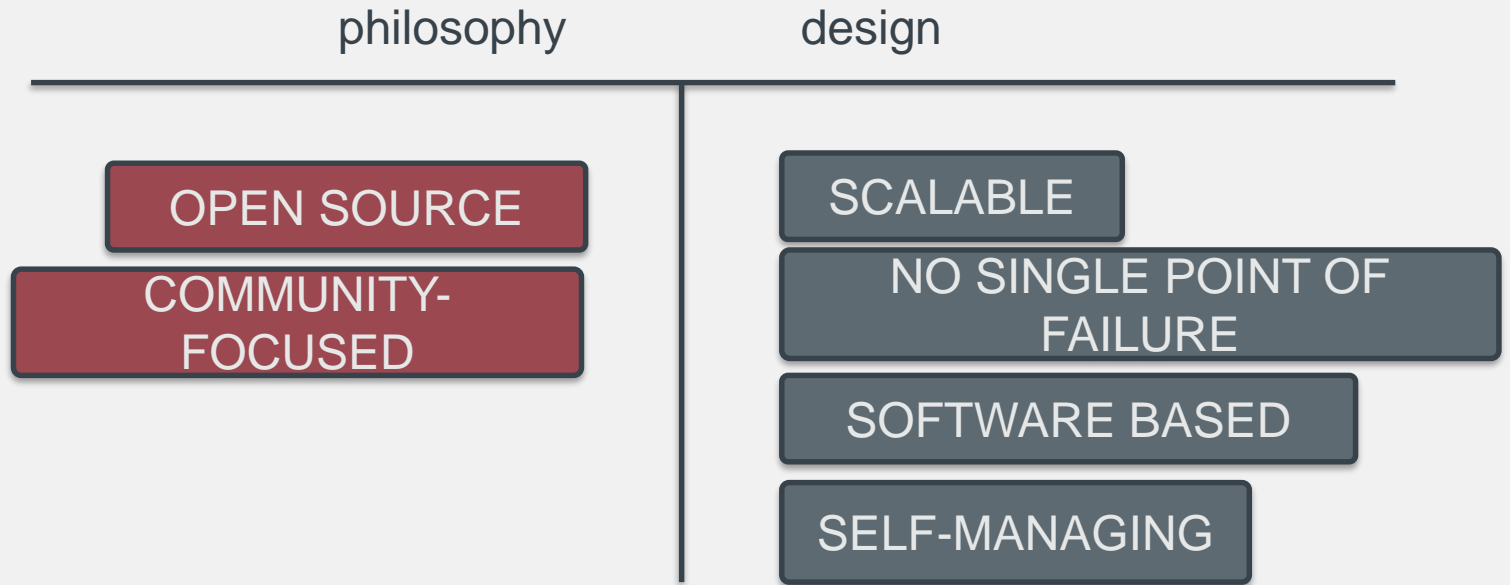 philosophy
design
OPEN SOURCE
COMMUNITY-
FOCUSED
SCALABLE
NO SINGLE POINT OF
FAILURE
SOFTWARE BASED
SELF-MANAGING